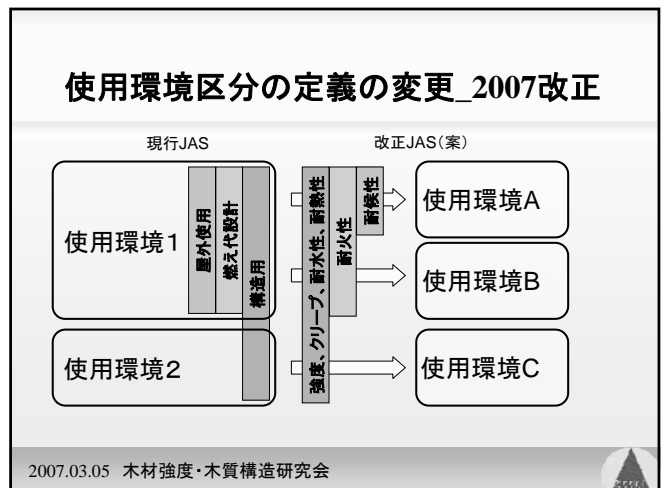 使用環境区分の定義の変更_2007改正
現行JAS
改正JAS(案)
使用環境1
屋外使用
燃え代設計
構造用
使用環境2
強度、クリープ、耐水性、耐熱性
耐火性
耐候性
使用環境A
使用環境B
使用環境C
2007.03.05 木材強度・木質構造研究会